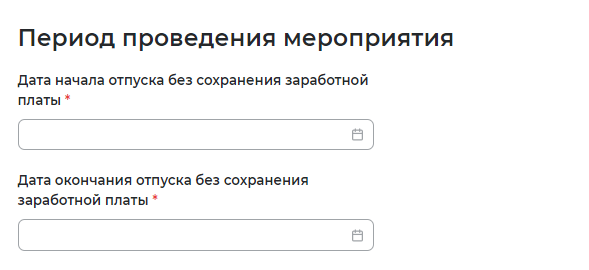 Период проведения мероприятия
Дата начала отпуска без сохранения заработной
платы *
Дата окончания отпуска без сохранения
заработной платы *